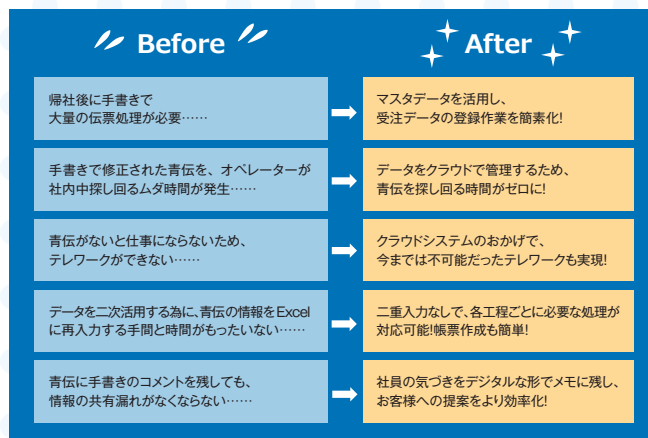 Before
After
帰社後に手書きで
大量の伝票処理が必要……
マスタデータを活用し、
受注データの登録作業を簡素化!
手書きで修正された青伝を、オペレーターが
社内中探し回るムダ時間が発生……
データをクラウドで管理するため、
青伝を探し回る時間がゼロに!
青伝がないと仕事にならないため、
テレワークができない……
クラウドシステムのおかげで、
今までは不可能だったテレワークも実現!
データを二次活用する為に、青伝の情報をExcel
に再入力する手間と時間がもったいない……
二重入力なしで、各工程ごとに必要な処理が
対応可能!帳票作成も簡単!
青伝に手書きのコメントを残しても、
情報の共有漏れがなくならない……
社員の気づきをデジタルな形でメモに残し、
お客様への提案をより効率化!